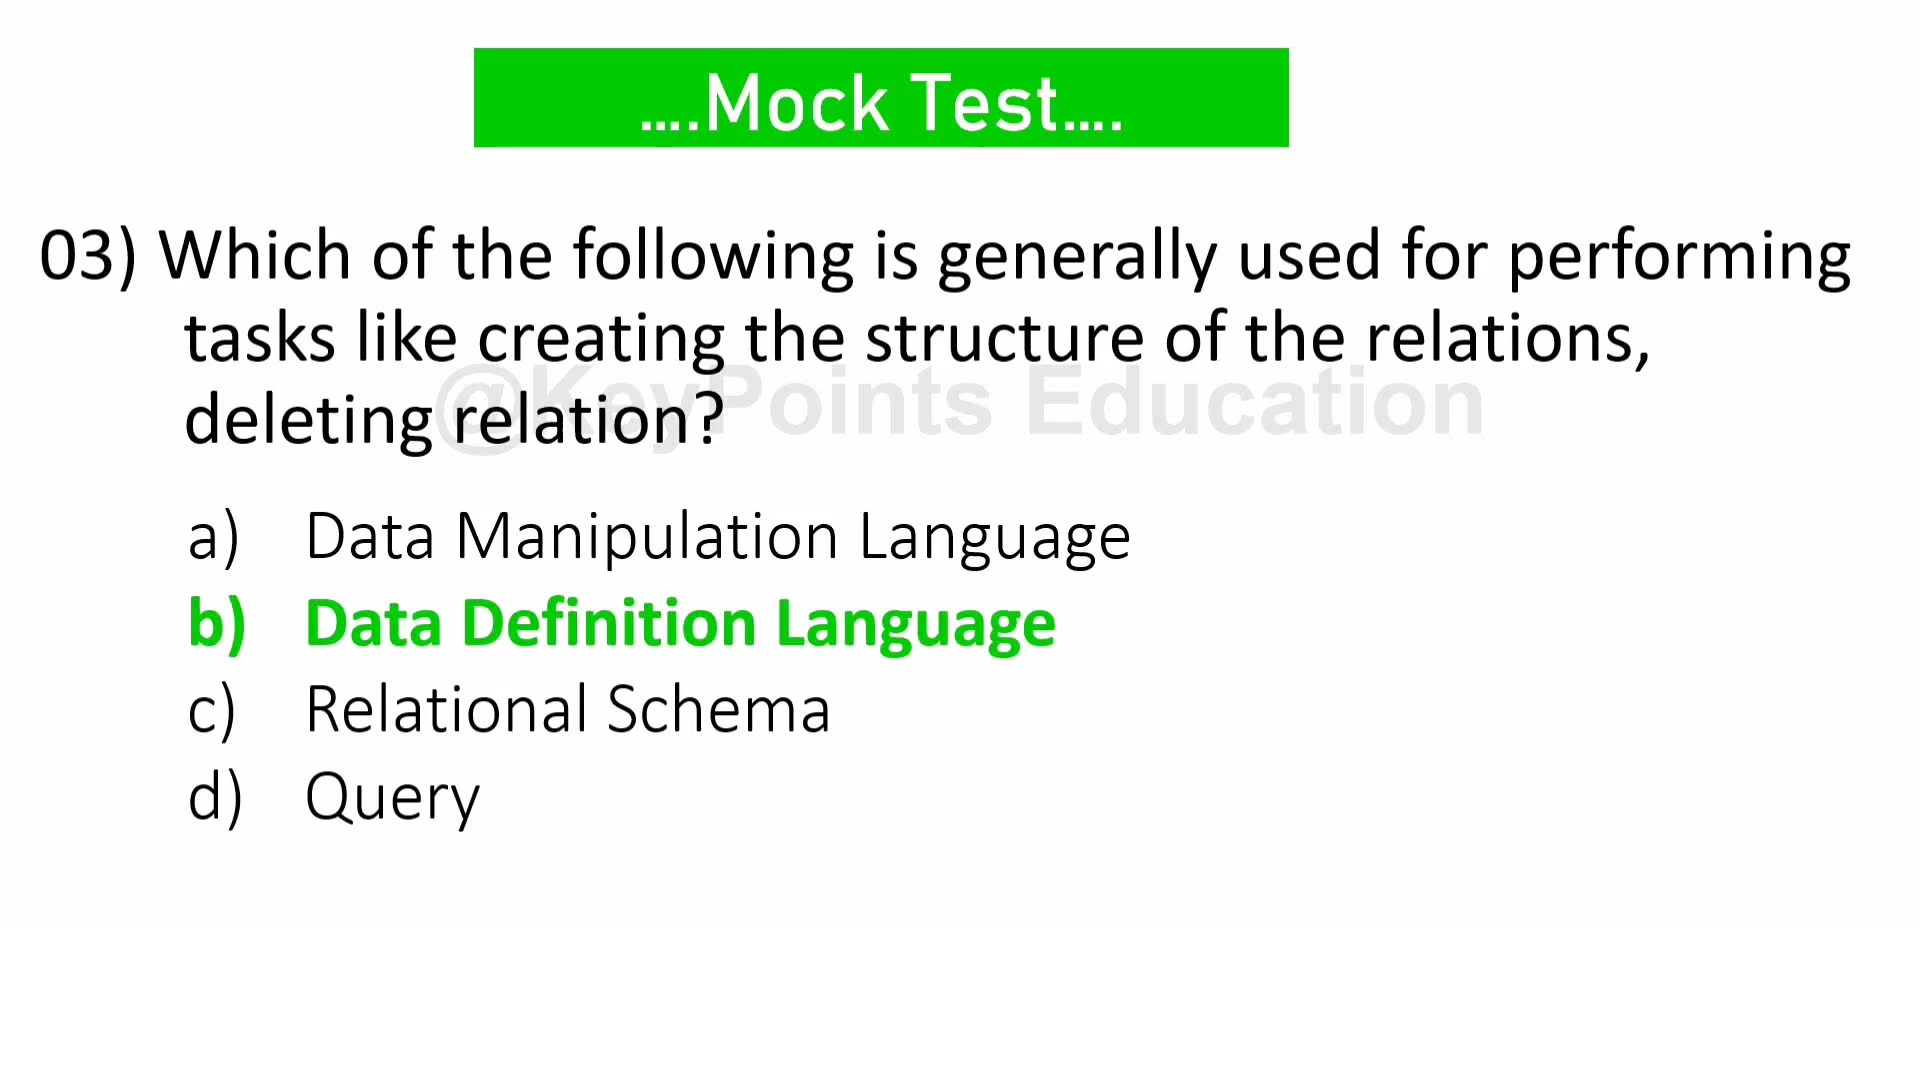 ....Mock Test....
03) Which of the following is generally used for performing
tasks like creating the structure of the relations,
deleting relation?
@KeyPoints Education
a) Data Manipulation Language
b) Data Definition Language
c) Relational Schema
d) Query